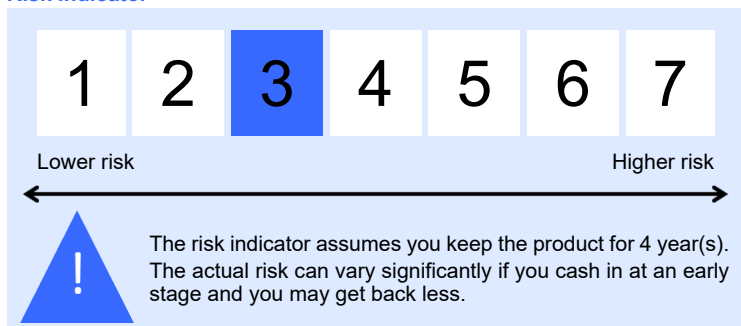 Risk Indicator
1 2 3 4 5 6 7
Lower risk Higher risk
!
The risk indicator assumes you keep the product for 4 year(s).
The actual risk can vary significantly if you cash in at an early
stage and you may get back less.